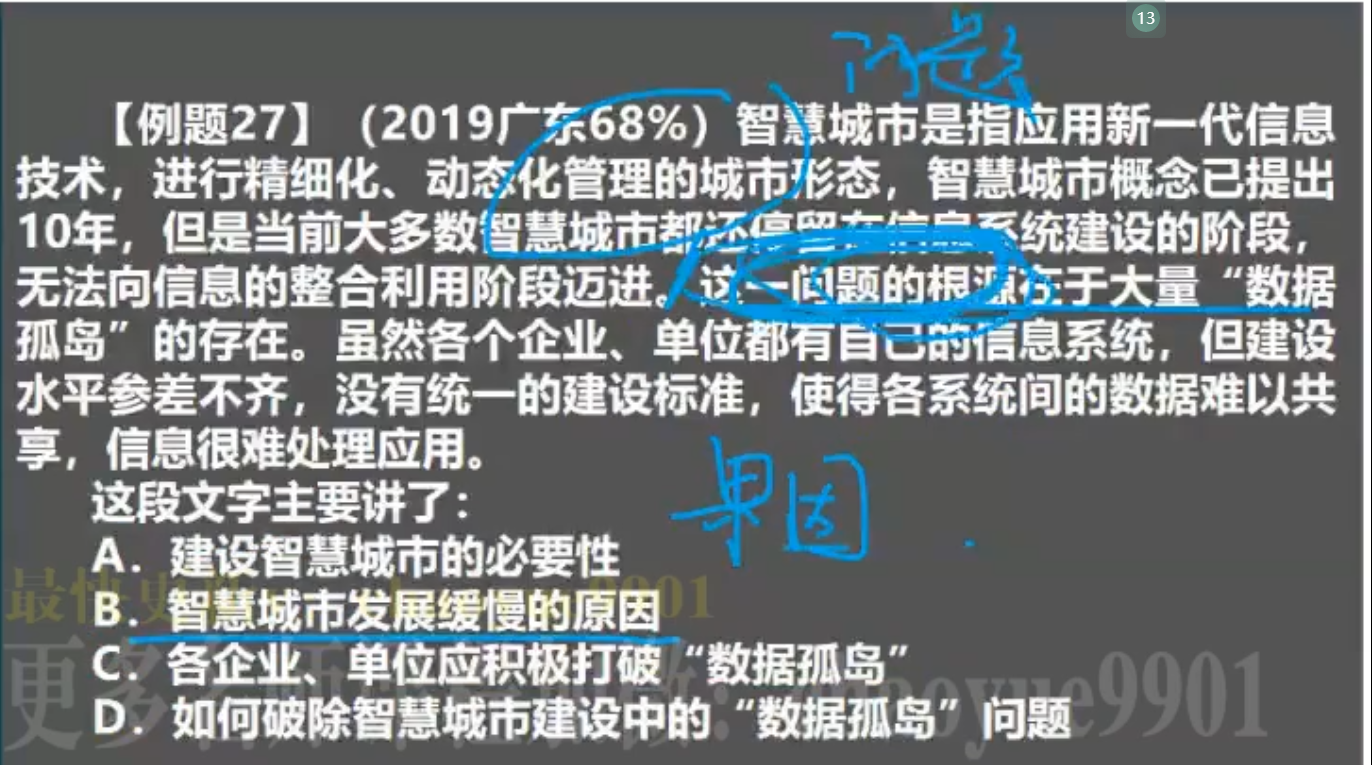 13
问题
【例题27】（2019广东68%）智慧城市是指应用新一代信息
技术，进行精细化、动态化管理的城市形态，智慧城市概念已提出
10年，但是当前大多数智慧城市都还停留在信息系统建设的阶段，
无法向信息的整合利用阶段迈进。这一问题的根源在于大量“数据
孤岛”的存在。虽然各个企业、单位都有自己的信息系统，但建设
水平参差不齐，没有统一的建设标准，使得各系统间的数据难以共
享，信息很难处理应用。
果因
这段文字主要讲了：
A．建设智慧城市的必要性
B．智慧城市发展缓慢的原因
C．各企业、单位应积极打破“数据孤岛”
D．如何破除智慧城市建设中的“数据孤岛”问题